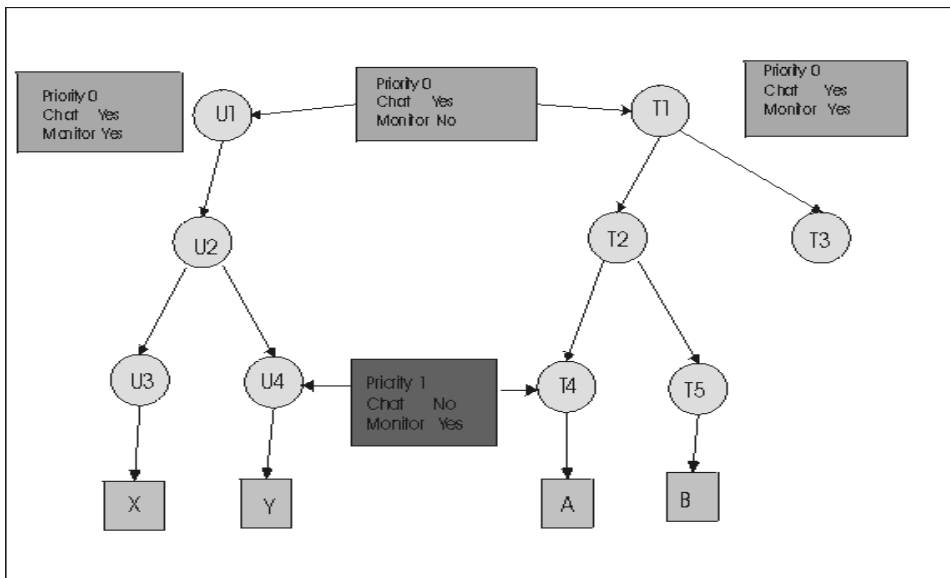 Priority 0
Chat Yes
Manitor Yes
U1
Priority 0
Chat Yes
Monitor No
T1
Priority 0
Chat Yes
Monitor Yes
U2
T2
T3
U3
U4
Priority 1
Chat No
Monitor Yes
T4
T5
X
Y
A
B